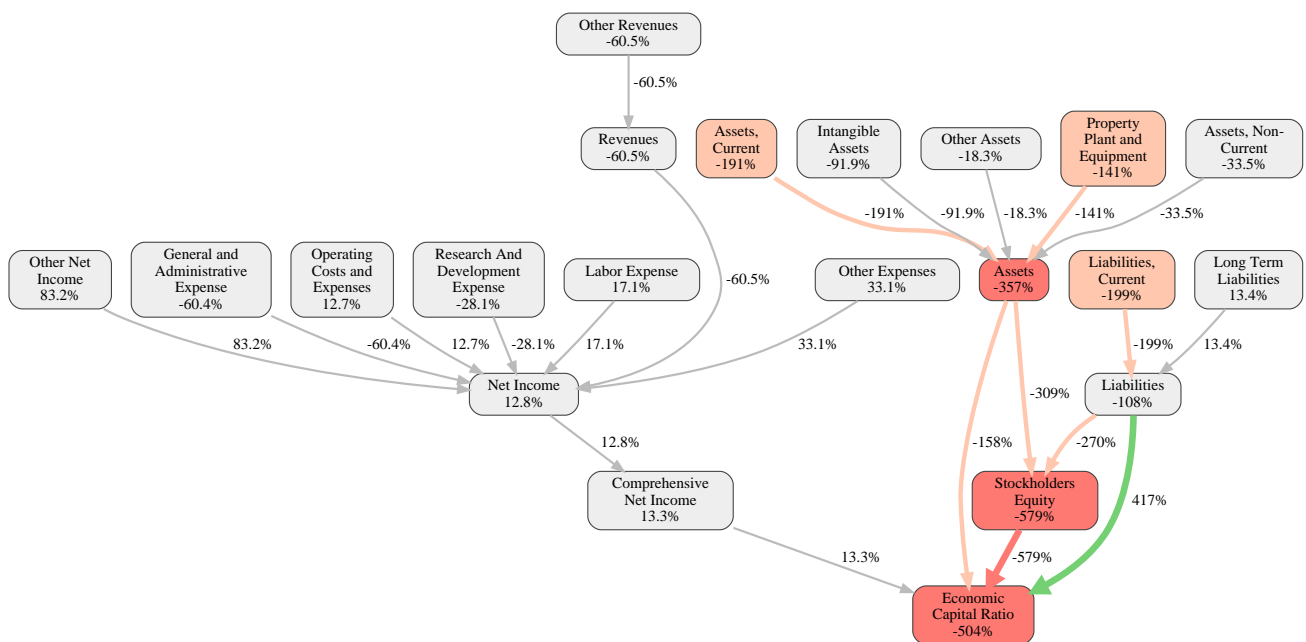 Other Revenues
-60.5%
-60.5%
Revenues
-60.5%
Assets,
Current
-191%
Intangible
Assets
-91.9%
Other Assets
-18.3%
Property
Plant and
Equipment
-141%
Assets, Non-
Current
-33.5%
-191%
-91.9%
-18.3%
-141%
-33.5%
Other Net
Income
83.2%
General and
Administrative
Expense
-60.4%
Operating
Costs and
Expenses
12.7%
Research And
Development
Expense
-28.1%
Labor Expense
17.1%
-60.5%
Other Expenses
33.1%
Assets
-357%
Liabilities,
Current
-199%
Long Term
Liabilities
13.4%
83.2%
-60.4%
12.7%
-28.1%
17.1%
33.1%
-199%
13.4%
Net Income
12.8%
-309%
Liabilities
-108%
12.8%
-158%
-270%
Comprehensive
Net Income
13.3%
Stockholders
Equity
-579%
417%
13.3%
-579%
Economic
Capital Ratio
-504%